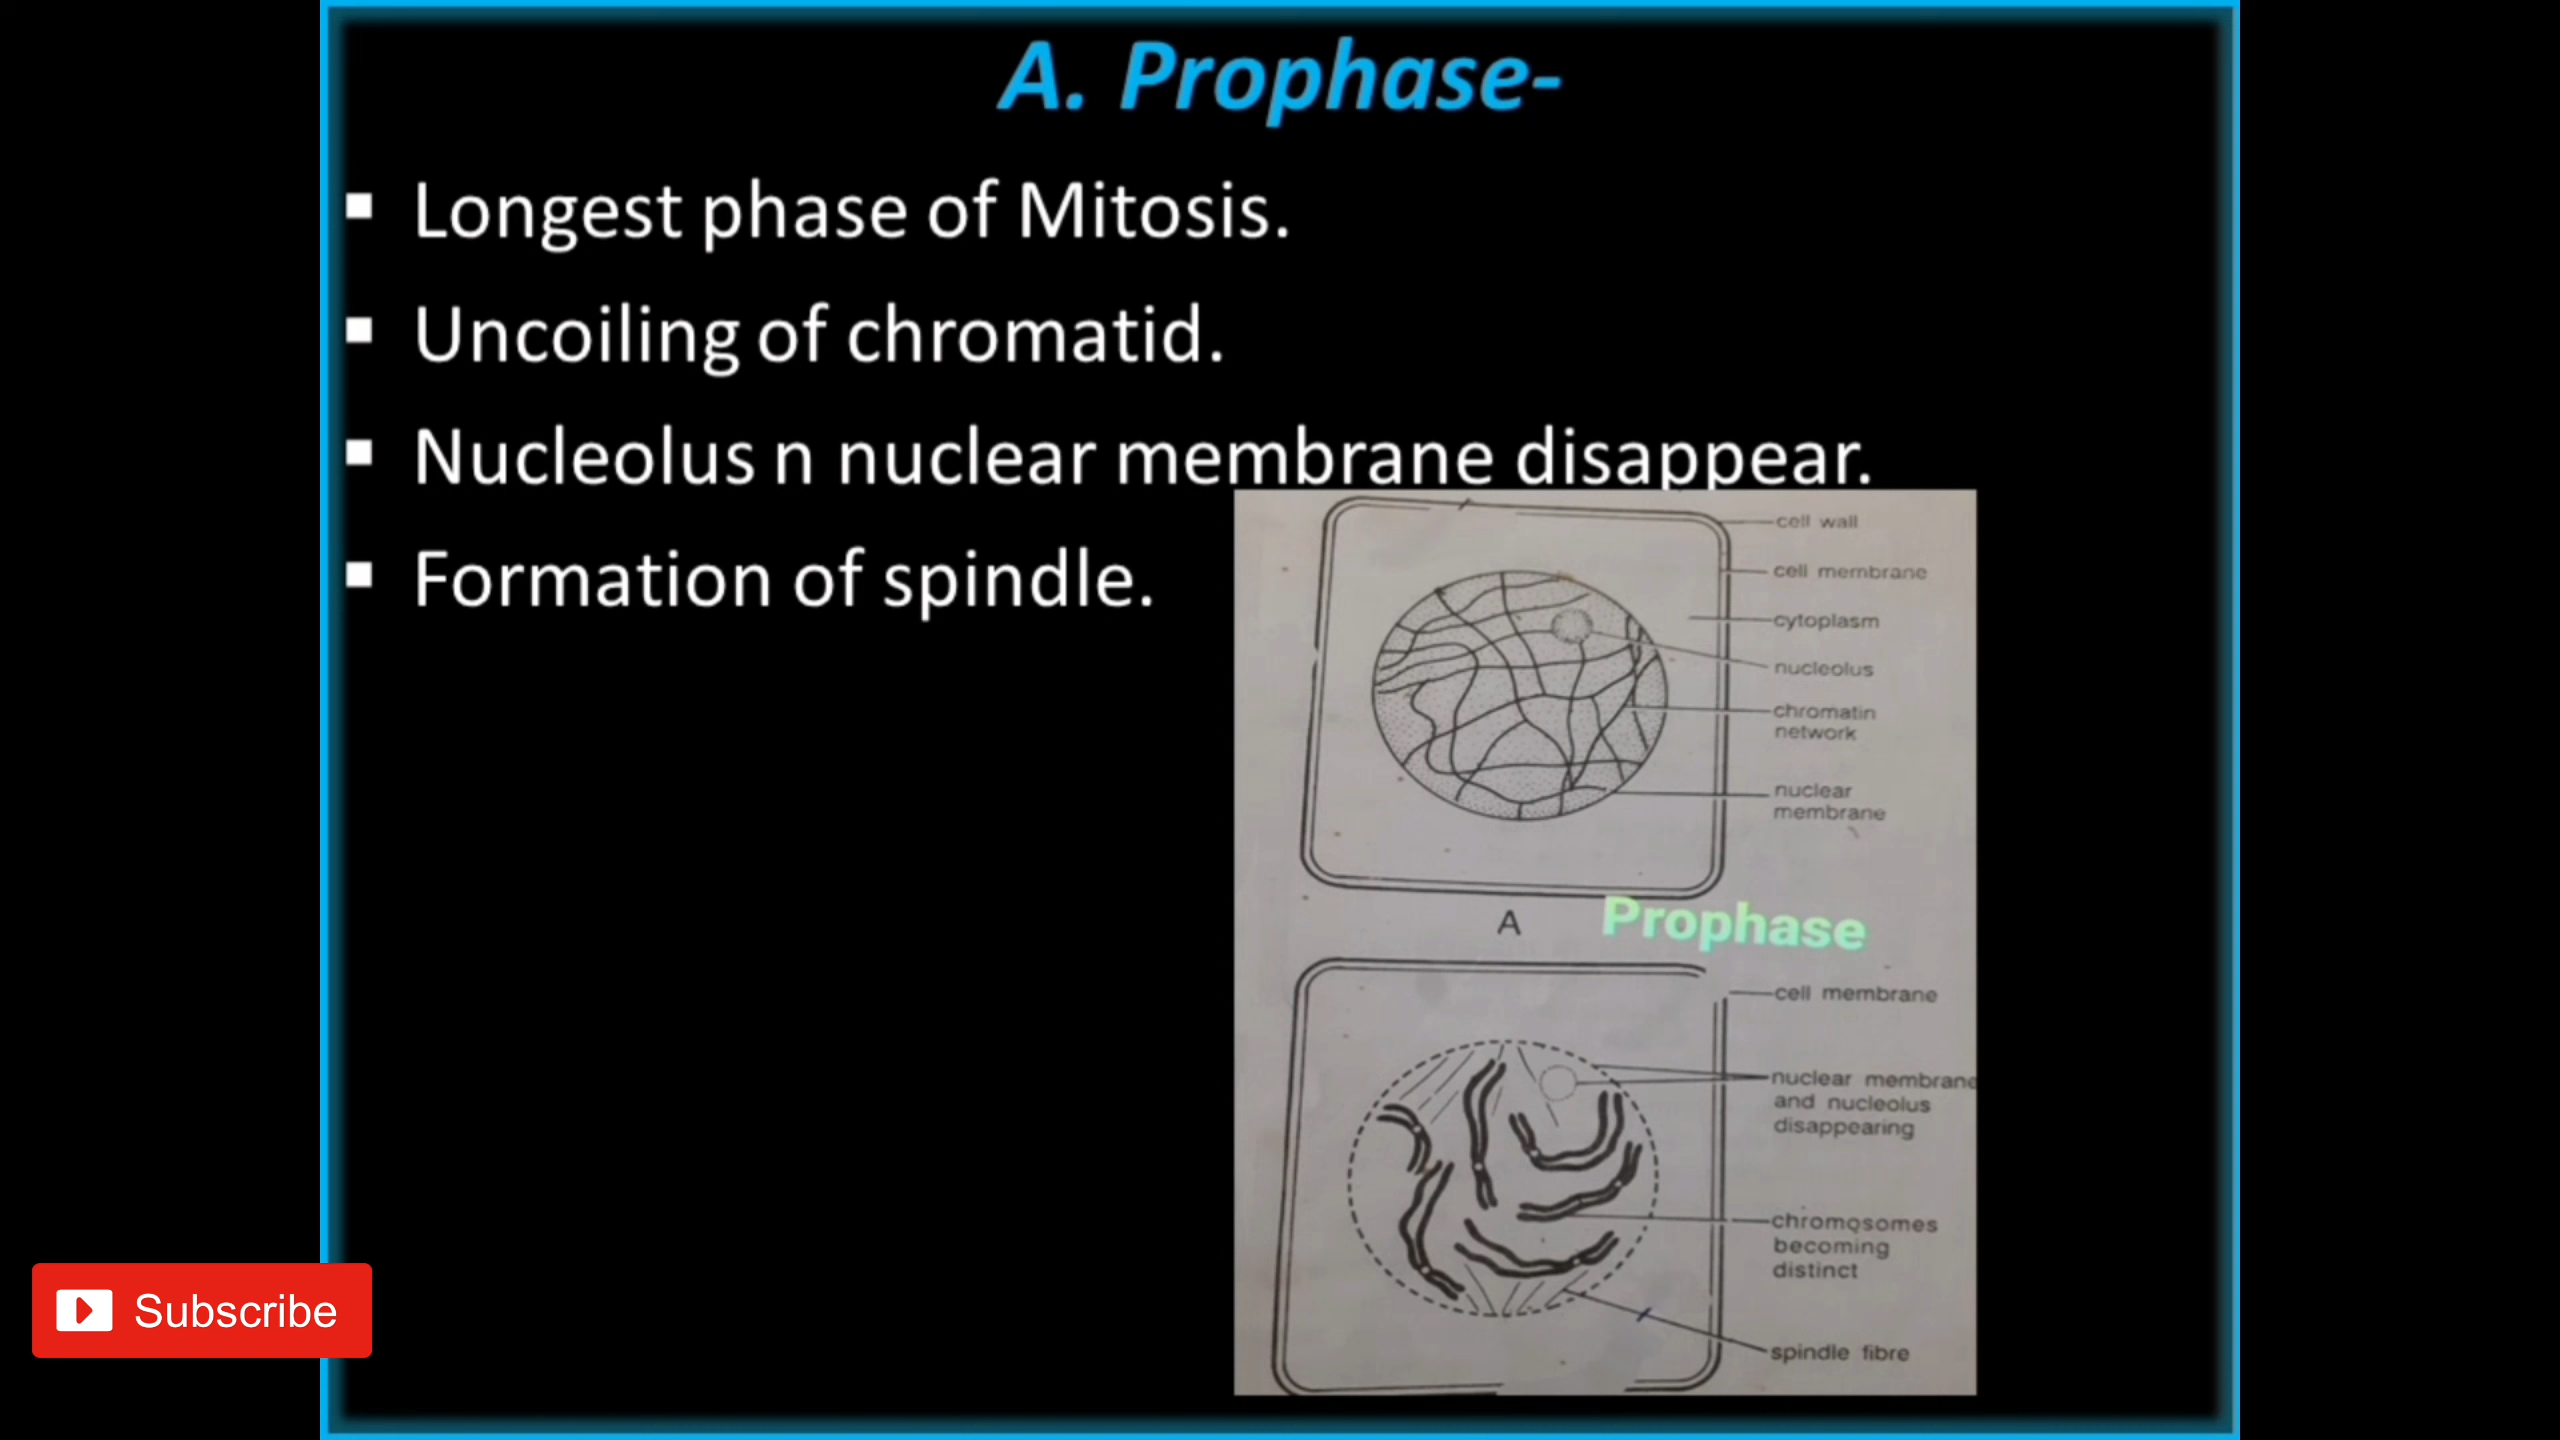 A. Prophase-
▪ Longest phase of Mitosis.
▪ Uncoiling of chromatid.
▪ Nucleolus n nuclear membrane disappear.
▪ Formation of spindle.
cell wall
cell membrane
cytoplasm
nucleolus
chromatin
network
nuclear
membrane
A
Prophase
cell membrane
nuclear membrane
and nucleolus
disappearing
chromosomes
becoming
distinct
spindle fibre
Subscribe